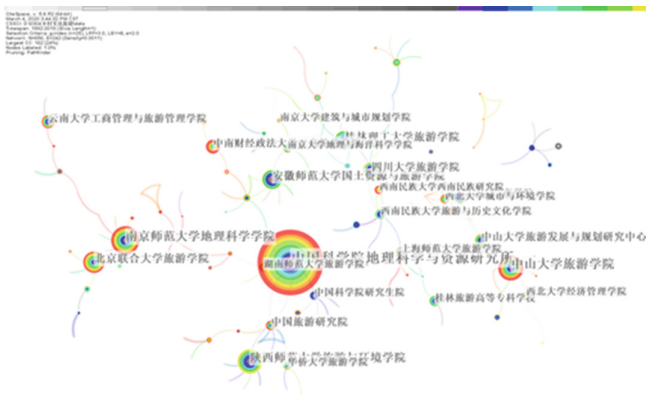 云南大学工商管理与旅游管理学院
南京大学建筑与城市规划学院
桂林理工大学旅游学院
中南财经政法大
南京大学地理与海洋科学学院
四川大学旅游学院
安徽师范大学国土资源与旅游学院
西南民族大学西南民族研究院
西北大学城市与环境学院
西南民族大学旅游与历史文化学院
南京师范大学地理科学学院
中山大学旅游发展与规划研究中心
上海师范大学旅游学院
北京联合大学旅游学院
中国科学院地理科学与资源研究所
湖南师范大学旅游学院
中山大学旅游学院
中国科学院研究生院
西北大学经济管理学院
桂林旅游高等专科学校
中国旅游研究院
陕西师范大学旅游与环境学院
华侨大学旅游学院